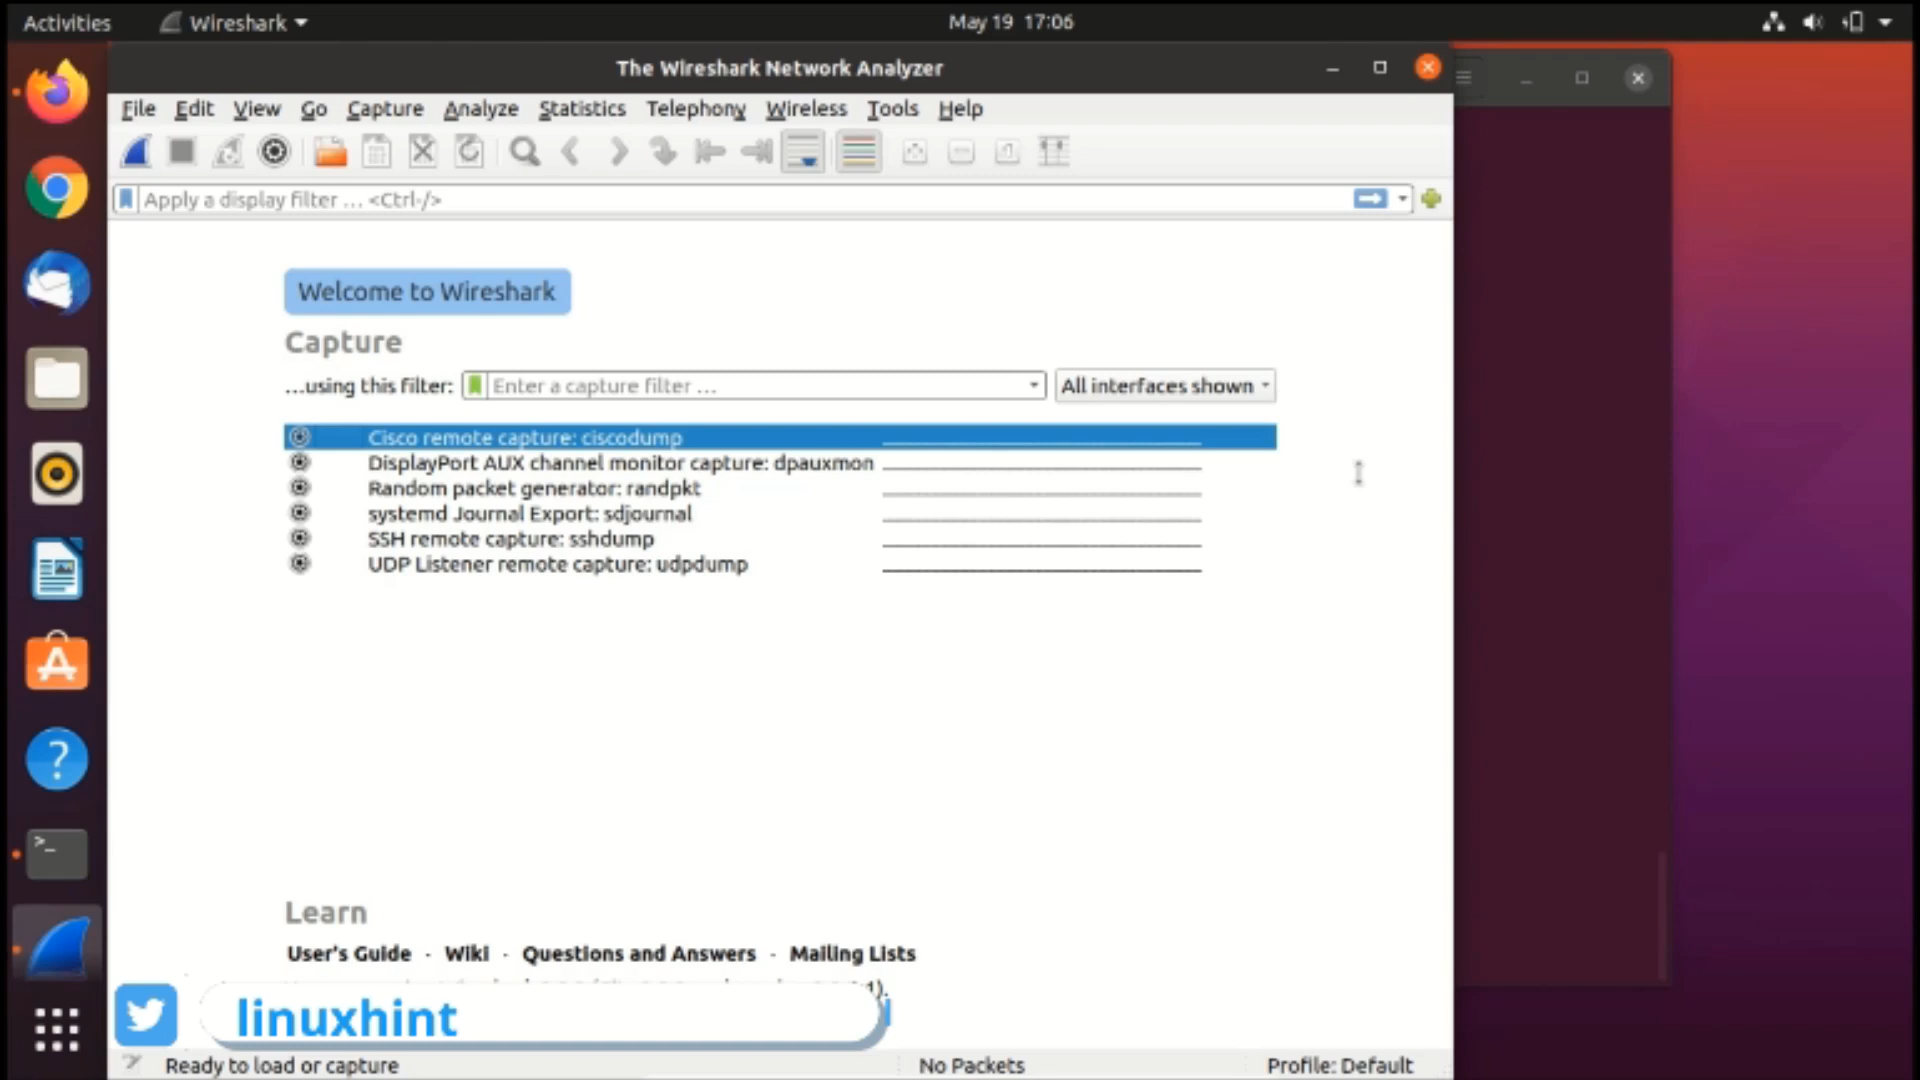 Activities Wireshark May 19 17:06
The Wireshark Network Analyzer
File Edit View Go Capture Analyze Statistics Telephony Wireless Tools Help
Apply a display filter ... <Ctrl-/>
Welcome to Wireshark
Capture
...using this filter: Enter a capture filter ... All interfaces shown
Cisco remote capture: ciscodump
DisplayPort AUX channel monitor capture: dpauxmon
Random packet generator: randpkt
systemd Journal Export: sdjournal
SSH remote capture: sshdump
UDP Listener remote capture: udpdump
Learn
User's Guide · Wiki · Questions and Answers · Mailing Lists
linuxhint
Ready to load or capture No Packets Profile: Default